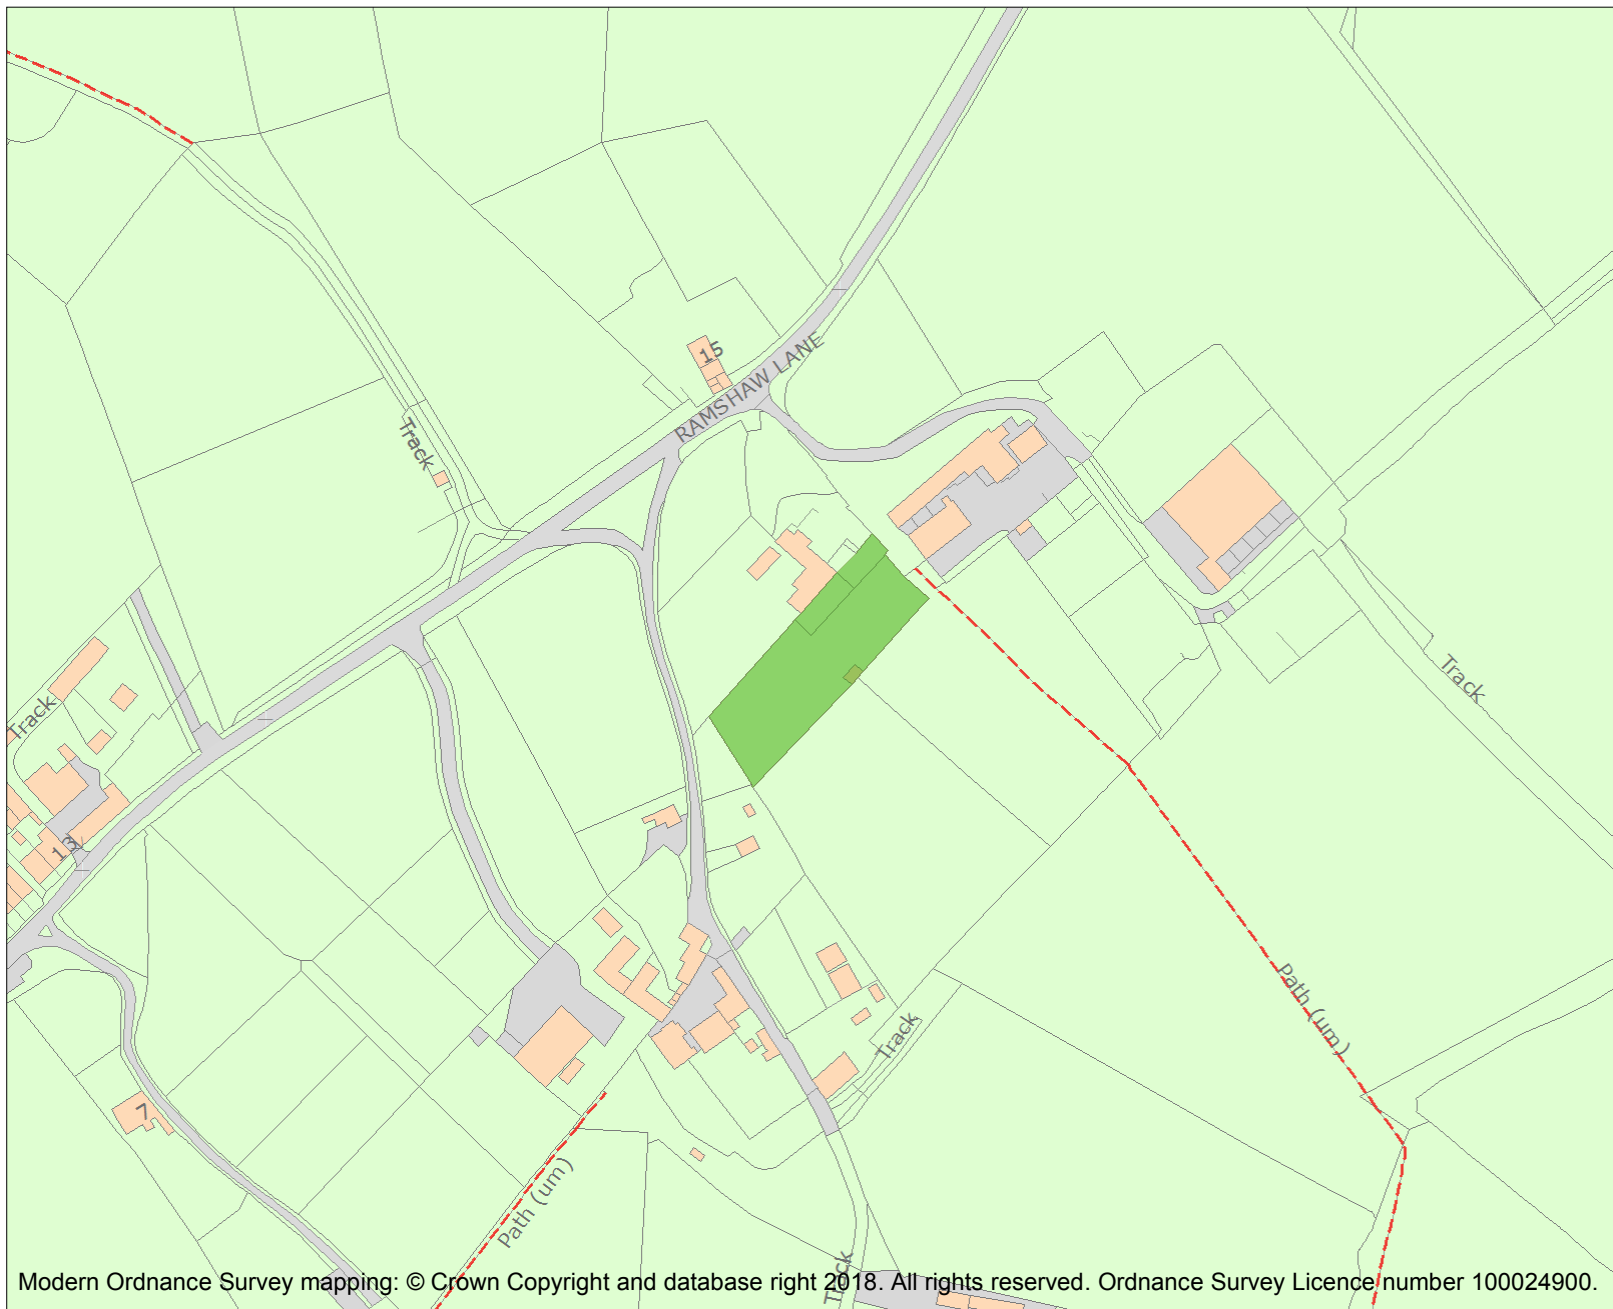 15
RAMSHAW LANE
Track
Track
Track
13
Path (um)
Track
7
Path (um)
Track
Modern Ordnance Survey mapping: © Crown Copyright and database right 2018. All rights reserved. Ordnance Survey Licence number 100024900.